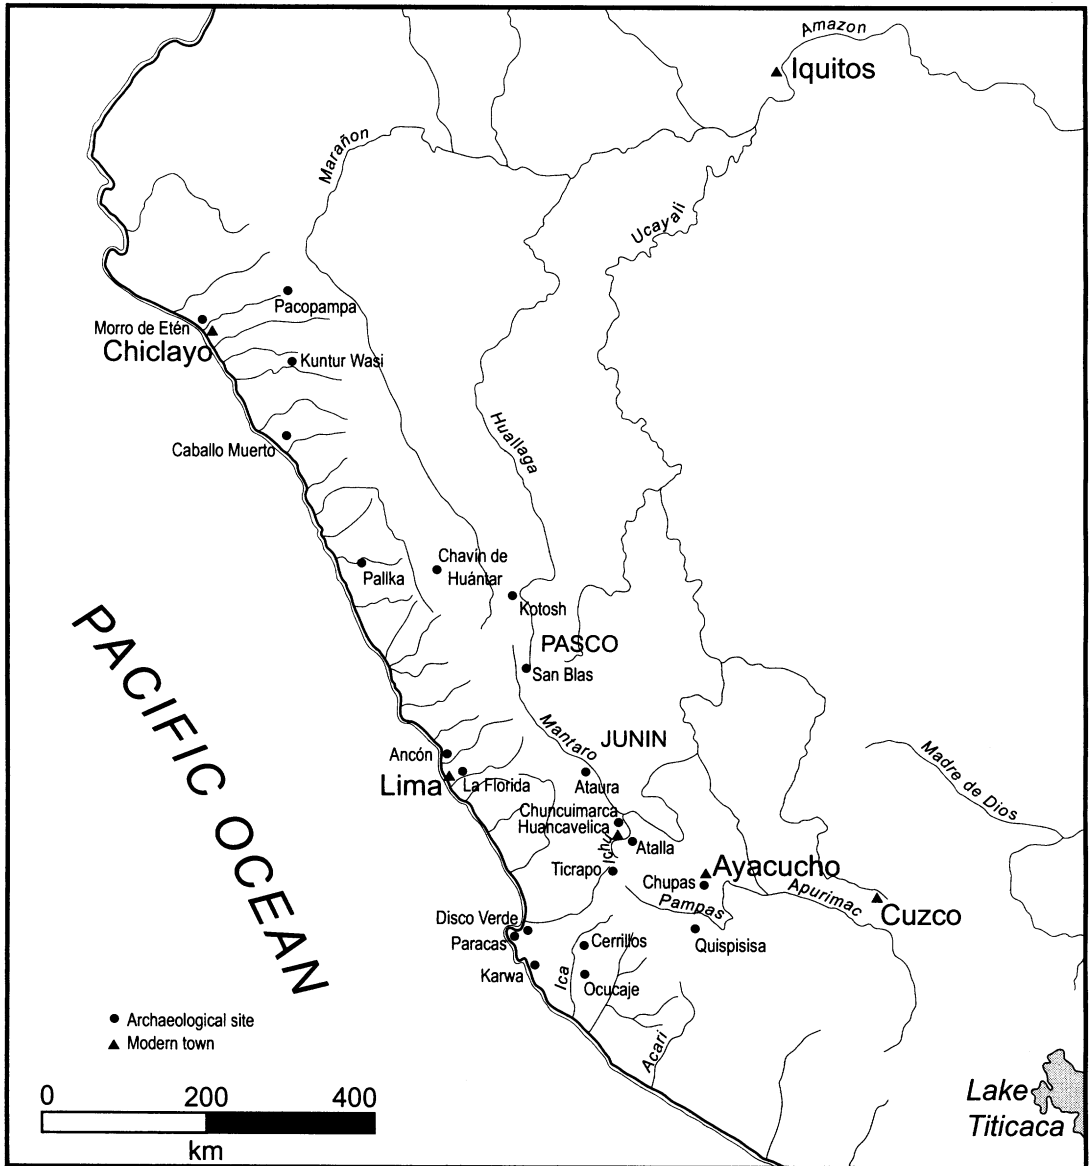 Amazon
Iquitos
Marañon
Ucayali
Pacopampa
Morro de Etén
Chiclayo
Kuntur Wasi
Huallaga
Caballo Muerto
Chavín de
Huántar
Pallka
Kotosh
PACIFIC OCEAN
PASCO
San Blas
Mantaro
JUNIN
Madre de Dios
Ancón
Lima
La Florida
Ataura
Chuncuimarca
Huancavelica
Ichu
Atalla
Ticrapo
Ayacucho
Chupas
Apurimac
Pampas
Cuzco
Disco Verde
Paracas
Cerrillos
Quispisisa
Karwa
Ica
Ocucaje
Archaeological site
Modern town
Acari
0 200 400
km
Lake
Titicaca